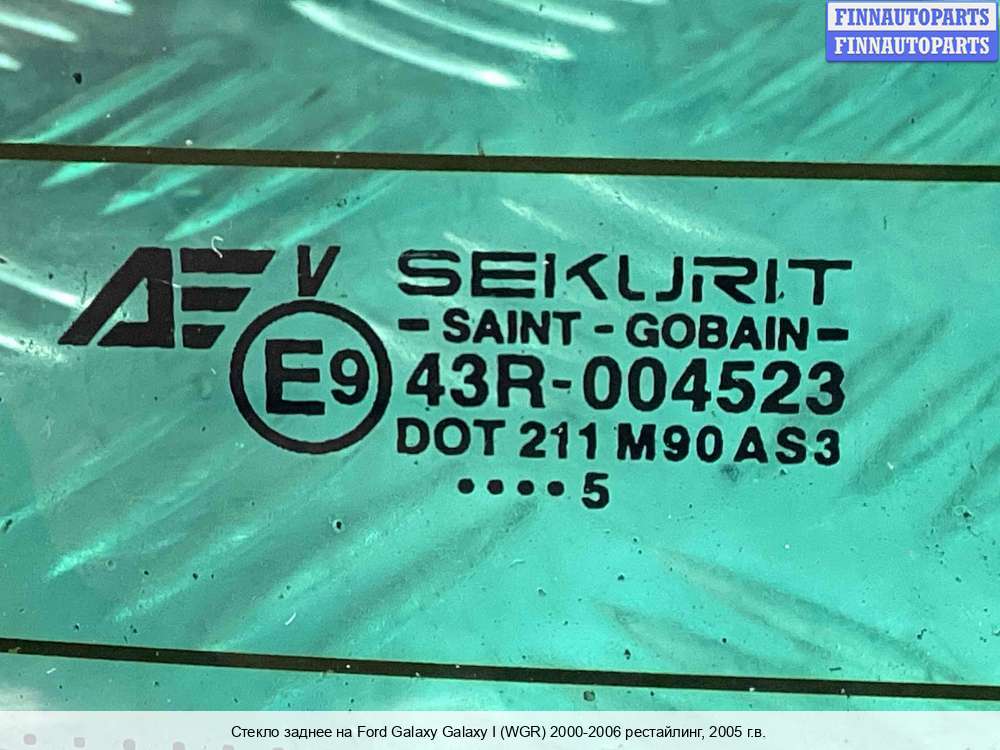 FINNAUTOPARTS
FINNAUTOPARTS
AE V SEKURIT
- SAINT - GOBAIN -
E9 43R-004523
DOT 211 M90 AS3
•••• 5
Стекло заднее на Ford Galaxy Galaxy I (WGR) 2000-2006 рестайлинг, 2005 г.в.